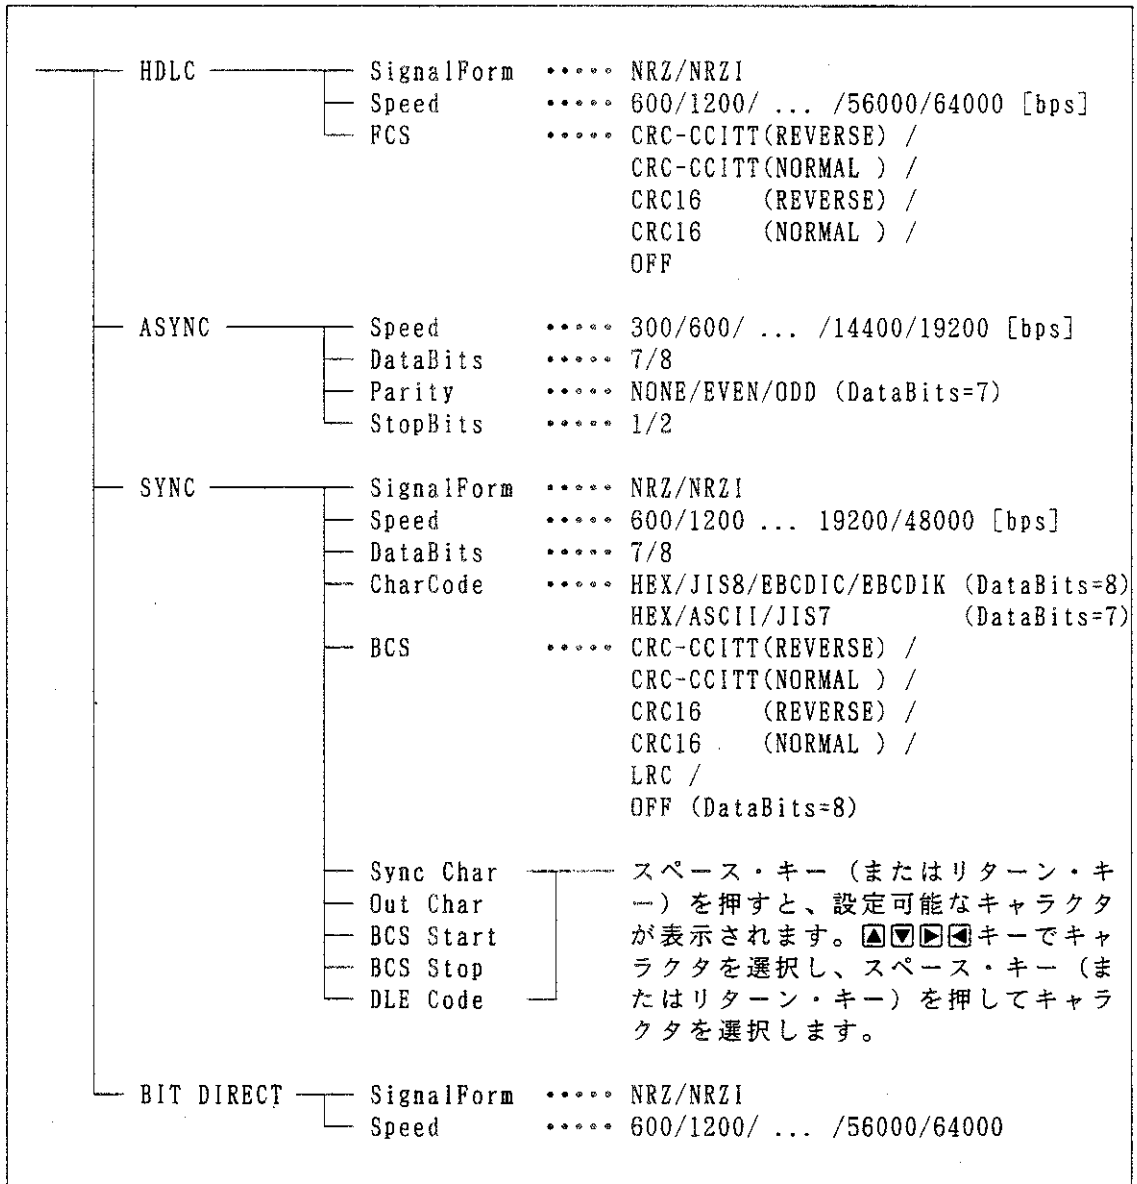 HDLC SignalForm ····· NRZ/NRZI
Speed ····· 600/1200/ ... /56000/64000 [bps]
FCS ····· CRC-CCITT(REVERSE) /
CRC-CCITT(NORMAL ) /
CRC16 (REVERSE) /
CRC16 (NORMAL ) /
OFF
ASYNC Speed ····· 300/600/ ... /14400/19200 [bps]
DataBits ····· 7/8
Parity ····· NONE/EVEN/ODD (DataBits=7)
StopBits ····· 1/2
SYNC SignalForm ····· NRZ/NRZI
Speed ····· 600/1200 ... 19200/48000 [bps]
DataBits ····· 7/8
CharCode ····· HEX/JIS8/EBCDIC/EBCDIK (DataBits=8)
HEX/ASCII/JIS7 (DataBits=7)
BCS ····· CRC-CCITT(REVERSE) /
CRC-CCITT(NORMAL ) /
CRC16 (REVERSE) /
CRC16 (NORMAL ) /
LRC /
OFF (DataBits=8)
Sync Char スペース・キー（またはリターン・キ
Out Char ー）を押すと、設定可能なキャラクタ
BCS Start が表示されます。▲▼▶◀キーでキャ
BCS Stop ラクタを選択し、スペース・キー（ま
DLE Code たはリターン・キー）を押してキャラ
クタを選択します。
BIT DIRECT SignalForm ····· NRZ/NRZI
Speed ····· 600/1200/ ... /56000/64000